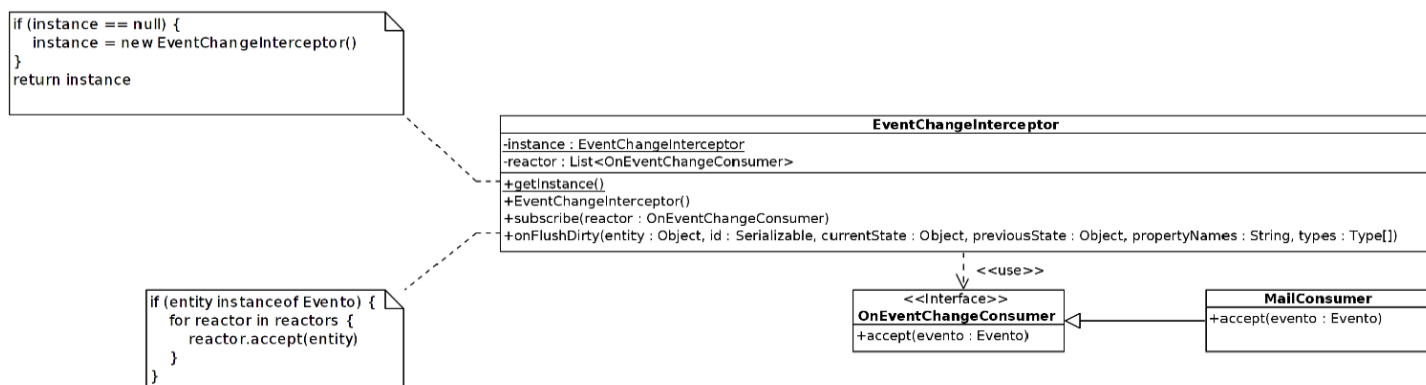 if (instance == null) {
instance = new EventChangeInterceptor()
}
return instance
EventChangeInterceptor
-instance : EventChangeInterceptor
-reactor : List<OnEventChangeConsumer>
+getInstance()
+EventChangeInterceptor()
+subscribe(reactor : OnEventChangeConsumer)
+onFlushDirty(entity : Object, id : Serializable, currentState : Object, previousState : Object, propertyNames : String, types : Type[])
<<use>>
if (entity instanceof Evento) {
for reactor in reactors {
reactor.accept(entity)
}
}
<<Interface>>
OnEventChangeConsumer
+accept(evento : Evento)
MailConsumer
+accept(evento : Evento)